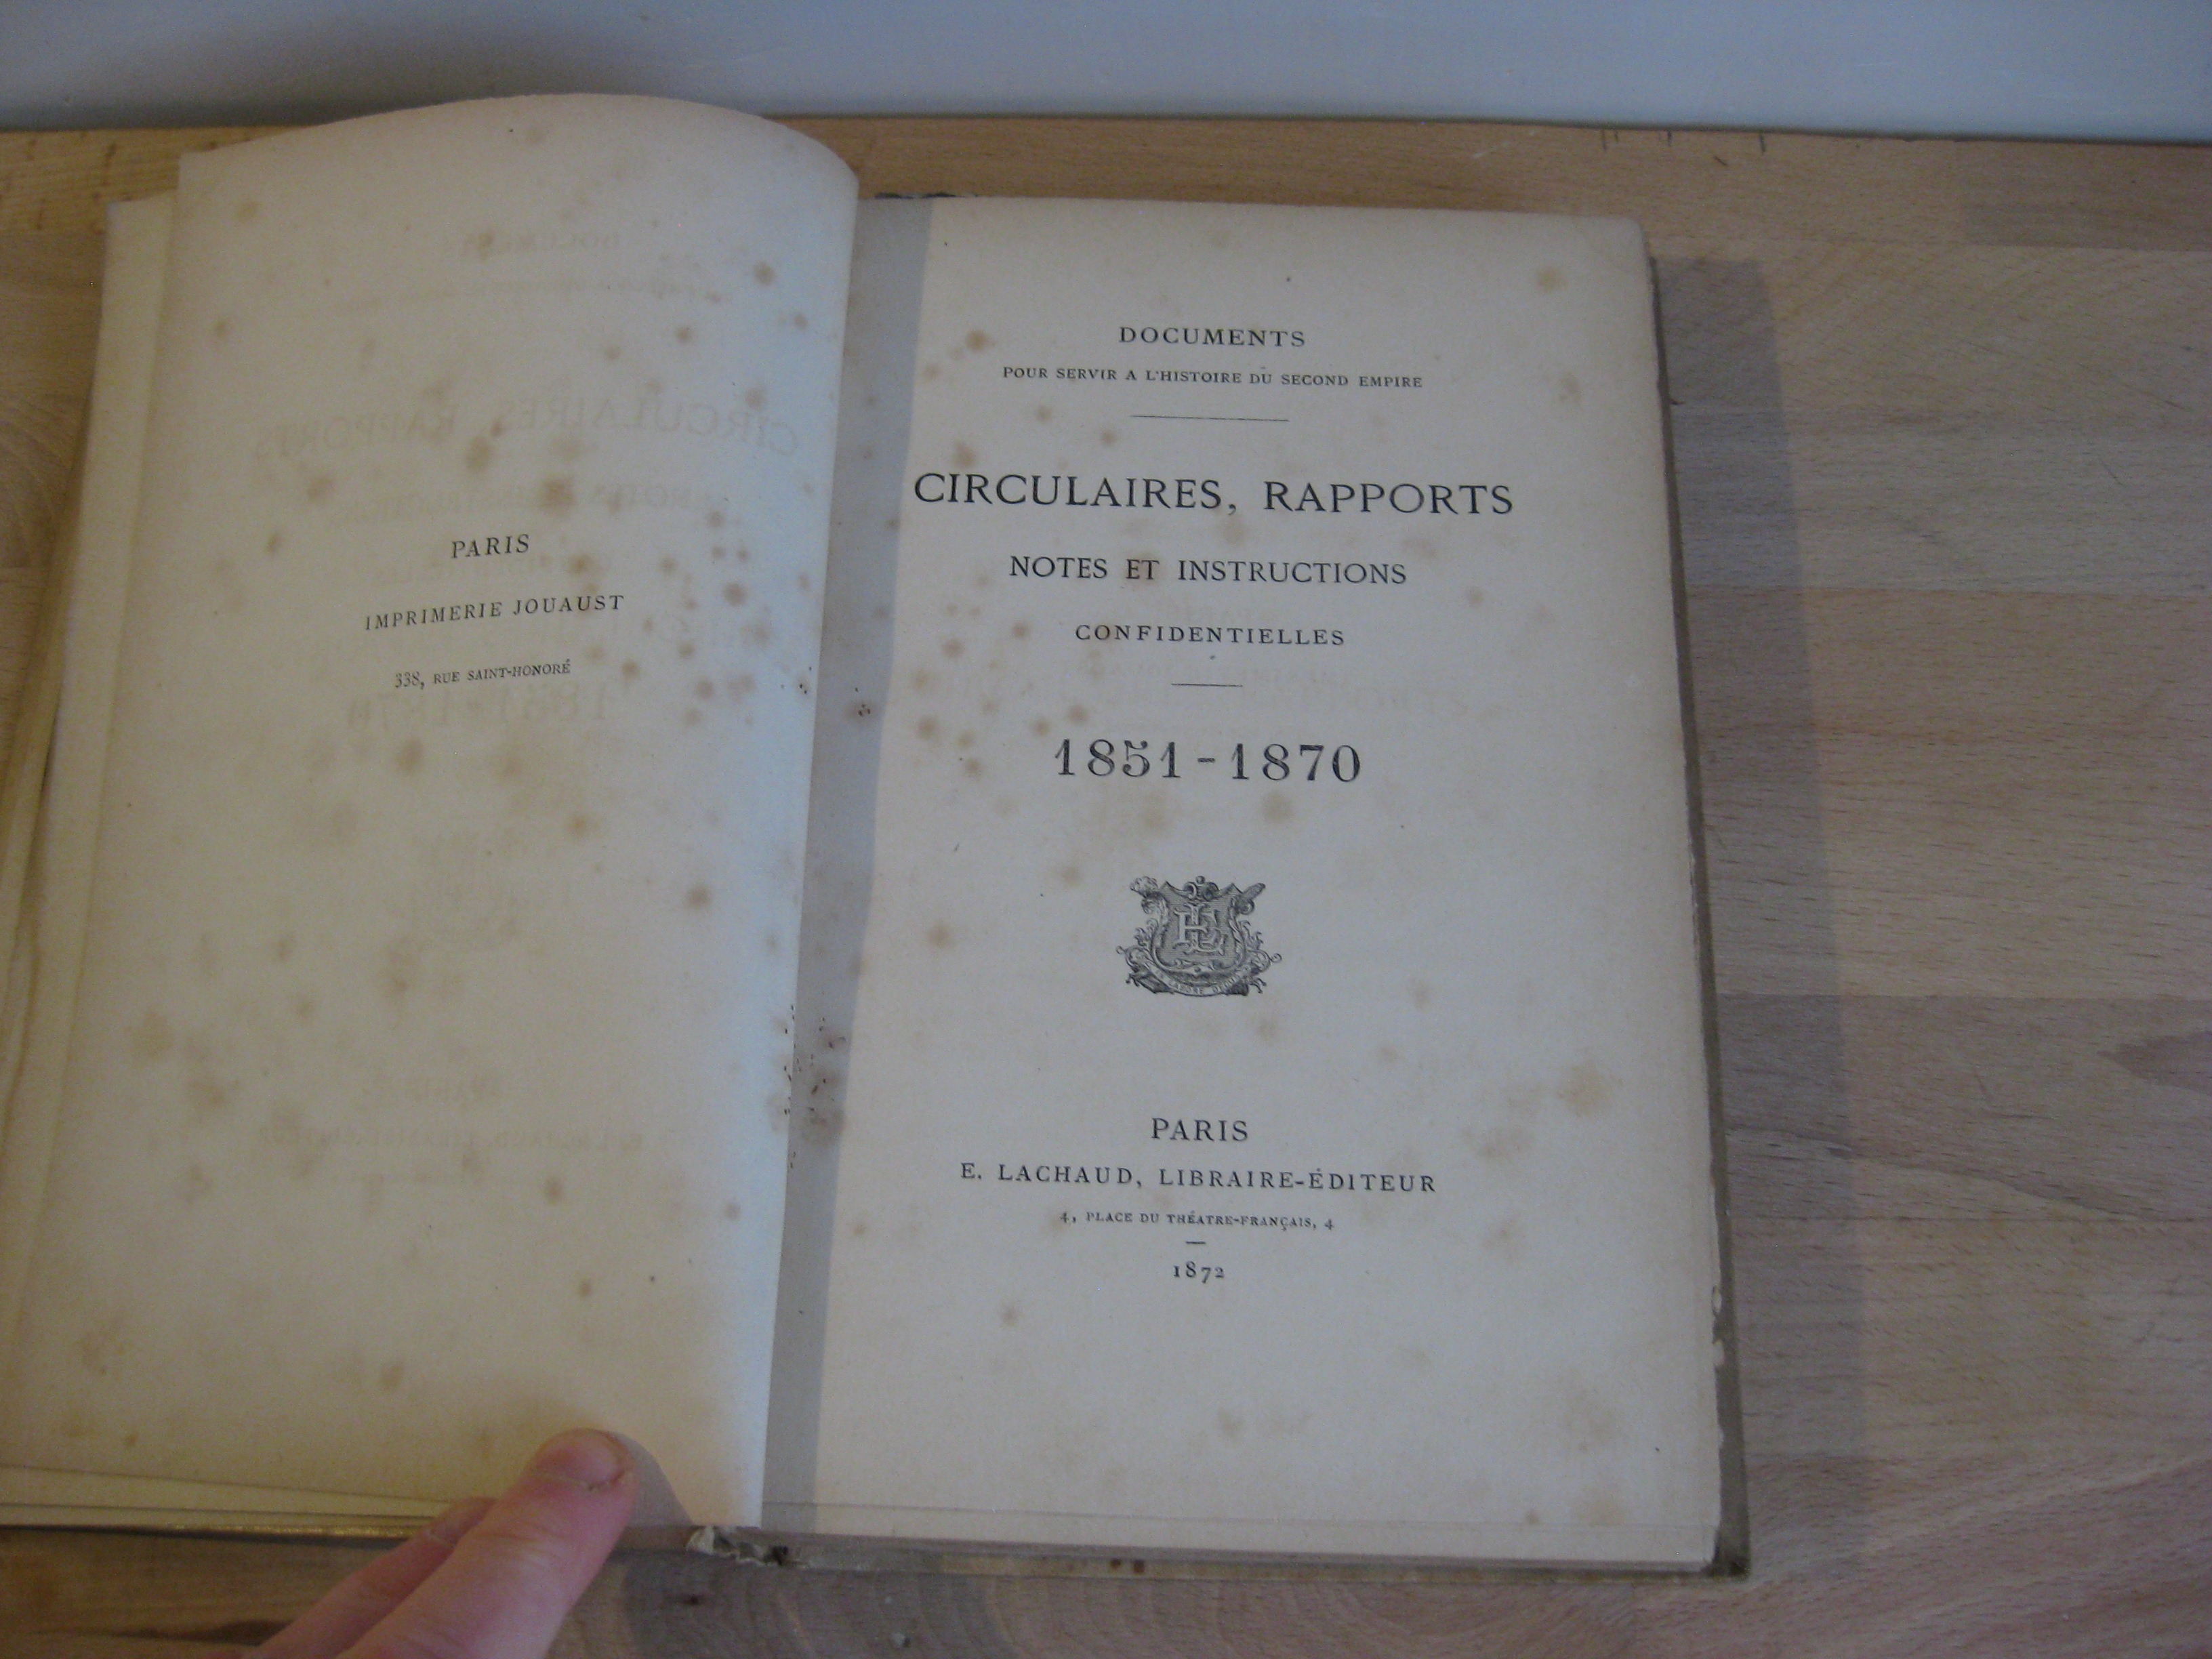 PARIS
IMPRIMERIE JOUAUST
338, RUE SAINT-HONORÉ
DOCUMENTS
POUR SERVIR A L'HISTOIRE DU SECOND EMPIRE
CIRCULAIRES, RAPPORTS
NOTES ET INSTRUCTIONS
CONFIDENTIELLES
1851-1870
EL
PARIS
E. LACHAUD, LIBRAIRE-ÉDITEUR
4, PLACE DU THÉATRE-FRANÇAIS, 4
1872